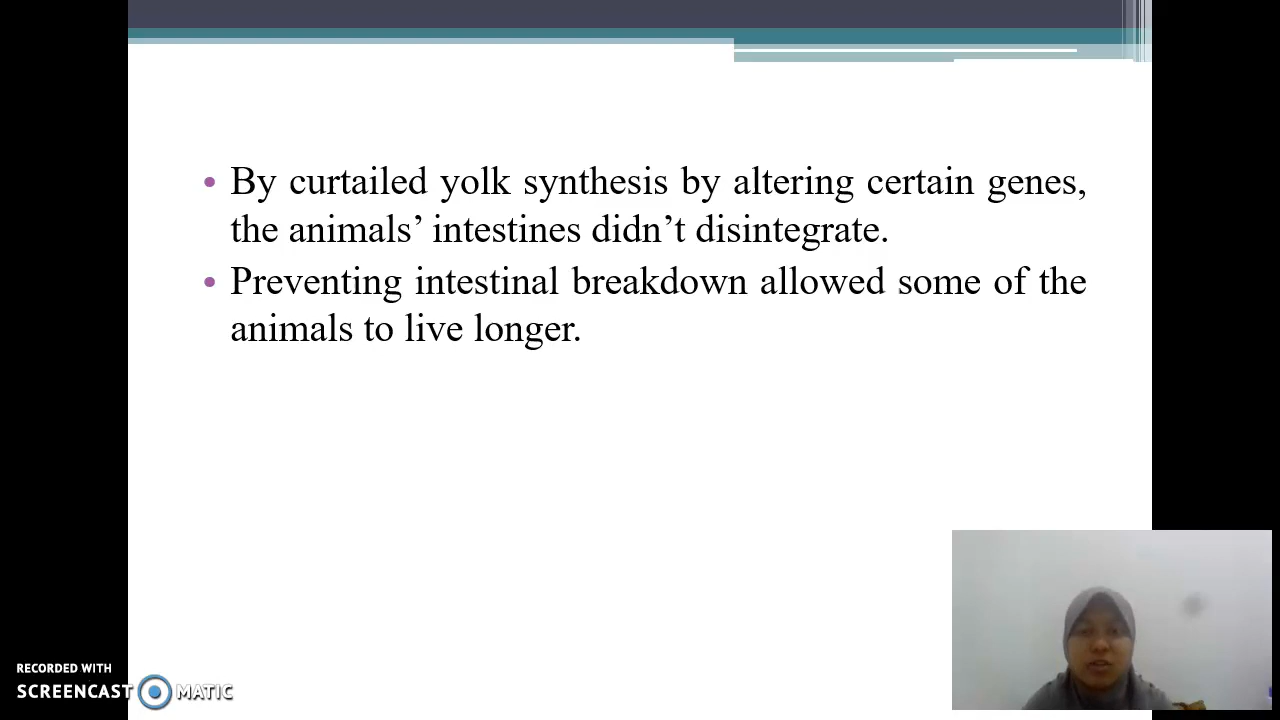 • By curtailed yolk synthesis by altering certain genes,
the animals’ intestines didn’t disintegrate.
• Preventing intestinal breakdown allowed some of the
animals to live longer.
RECORDED WITH
SCREENCAST MATIC